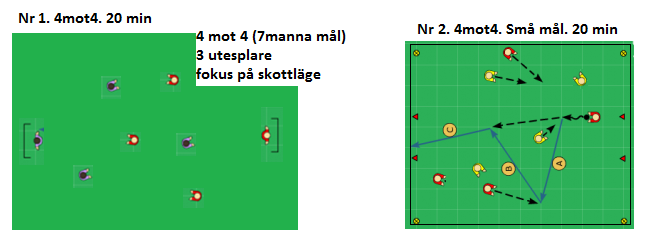 Nr 1. 4mot4. 20 min
4 mot 4 (7manna mål)
3 utesplare
fokus på skottläge
Nr 2. 4mot4. Små mål. 20 min
C
B
A